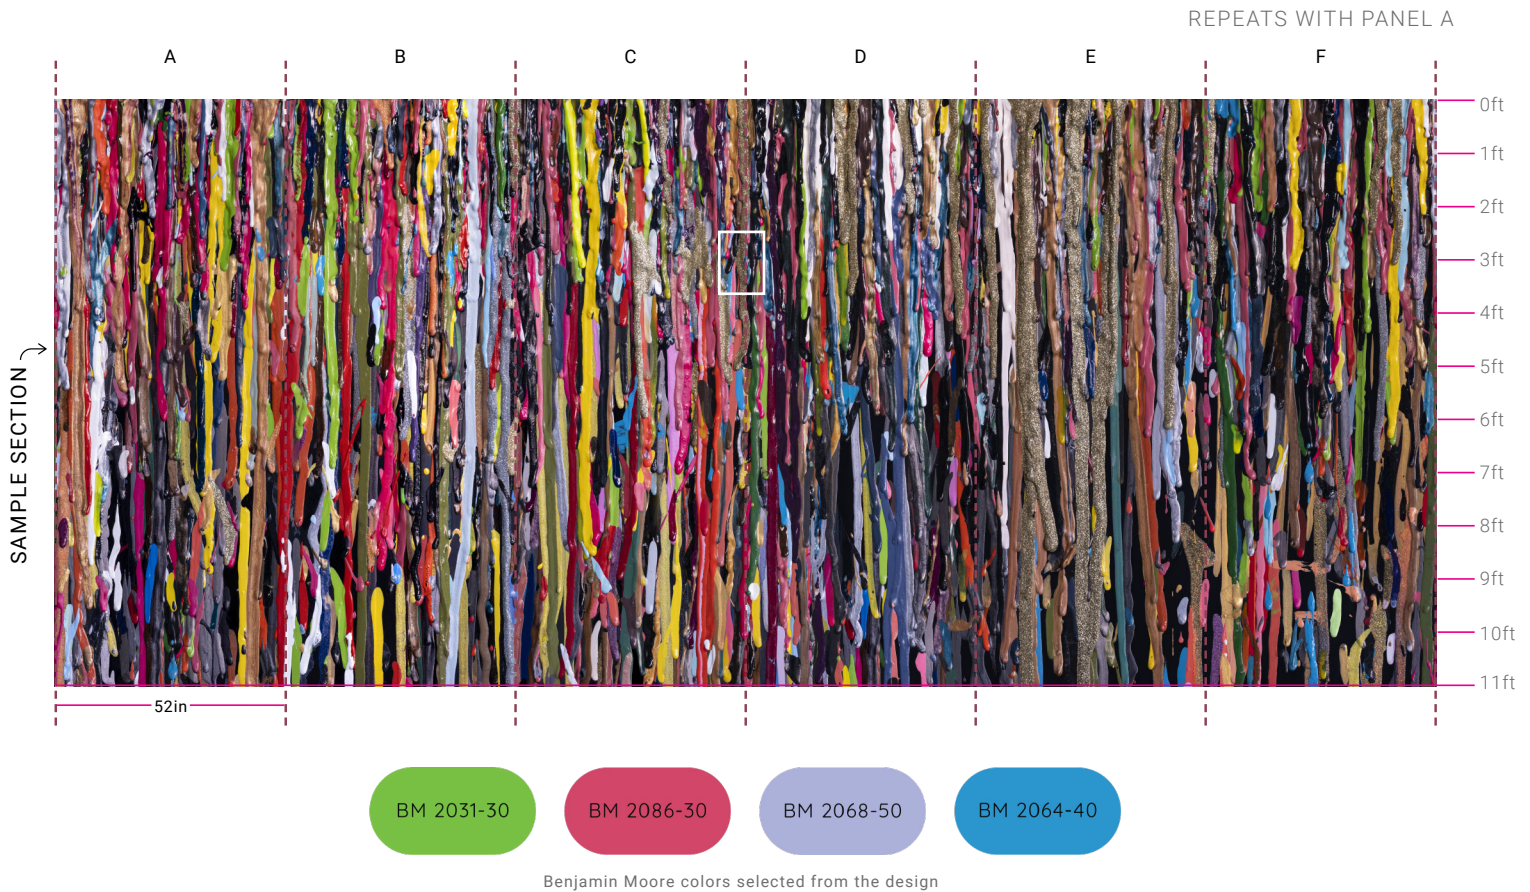 REPEATS WITH PANEL A
A B C D E F
0ft
1ft
2ft
3ft
4ft
5ft
6ft
7ft
8ft
9ft
10ft
11ft
SAMPLE SECTION
52in
BM 2031-30
BM 2086-30
BM 2068-50
BM 2064-40
Benjamin Moore colors selected from the design